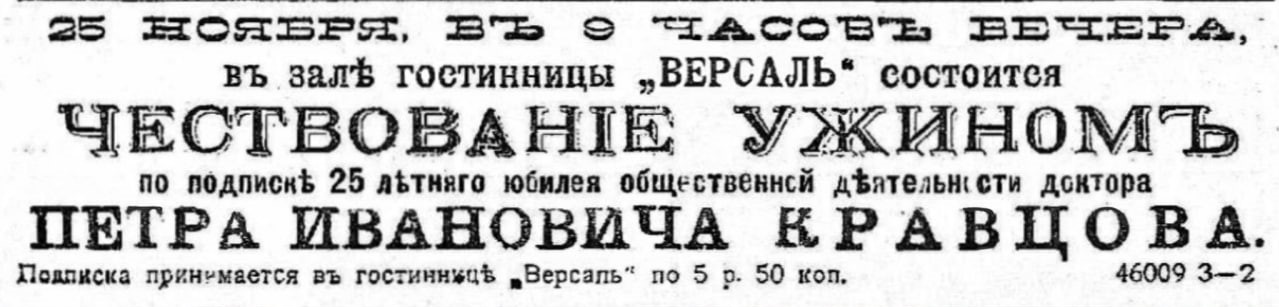 25 НОЯБРЯ, ВЪ 9 ЧАСОВЪ ВЕЧЕРА,
въ залѣ гостинницы „ВЕРСАЛЬ“ состоится
ЧЕСТВОВАНІЕ УЖИНОМЪ
по подпискѣ 25 лѣтняго юбилея общественной дѣятельности доктора
ПЕТРА ИВАНОВИЧА КРАВЦОВА.
Подписка принимается въ гостинницѣ „Версаль“ по 5 р. 50 коп. 46009 3—2